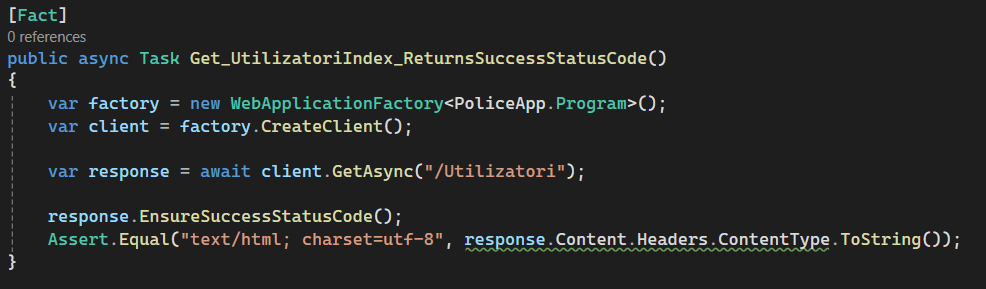 [Fact]
0 references
public async Task Get_UtilizatoriIndex_ReturnsSuccessStatusCode()
{
var factory = new WebApplicationFactory<PoliceApp.Program>();
var client = factory.CreateClient();
var response = await client.GetAsync("/Utilizatori");
response.EnsureSuccessStatusCode();
Assert.Equal("text/html; charset=utf-8", response.Content.Headers.ContentType.ToString());
}